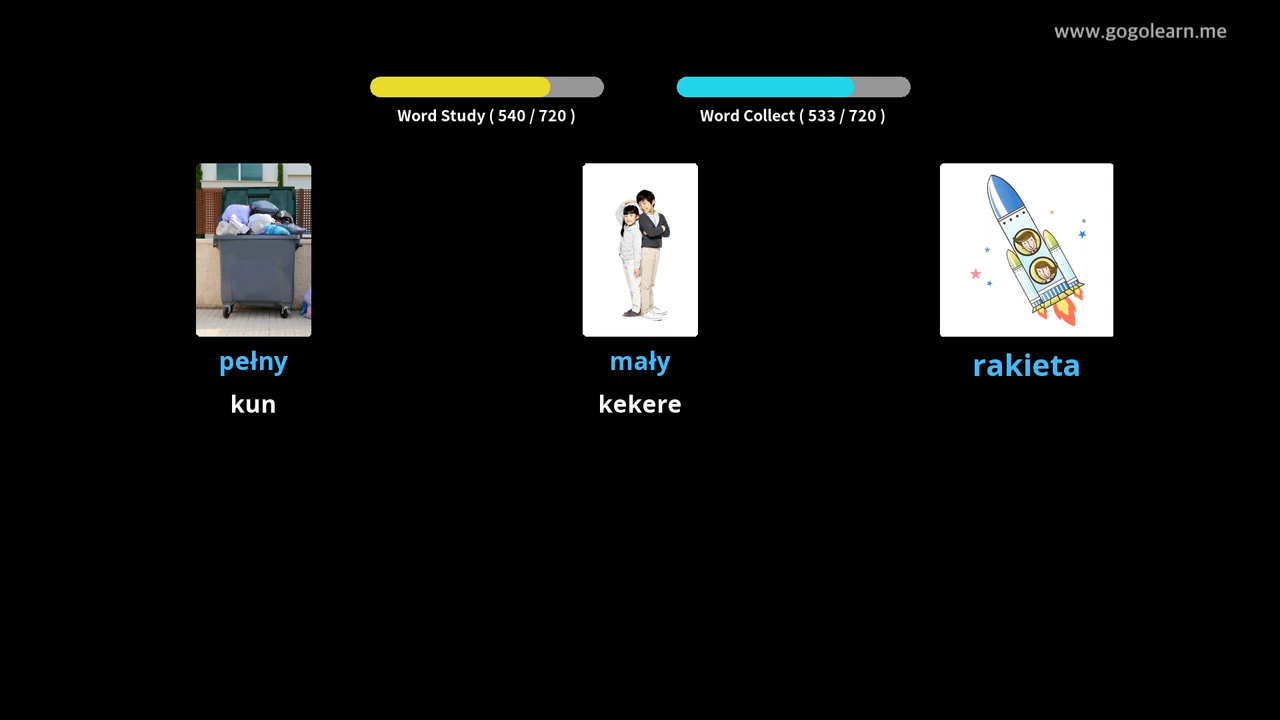 www.gogolearn.me
Word Study ( 540 / 720 )
Word Collect ( 533 / 720 )
pełny
mały
rakieta
kun
kekere